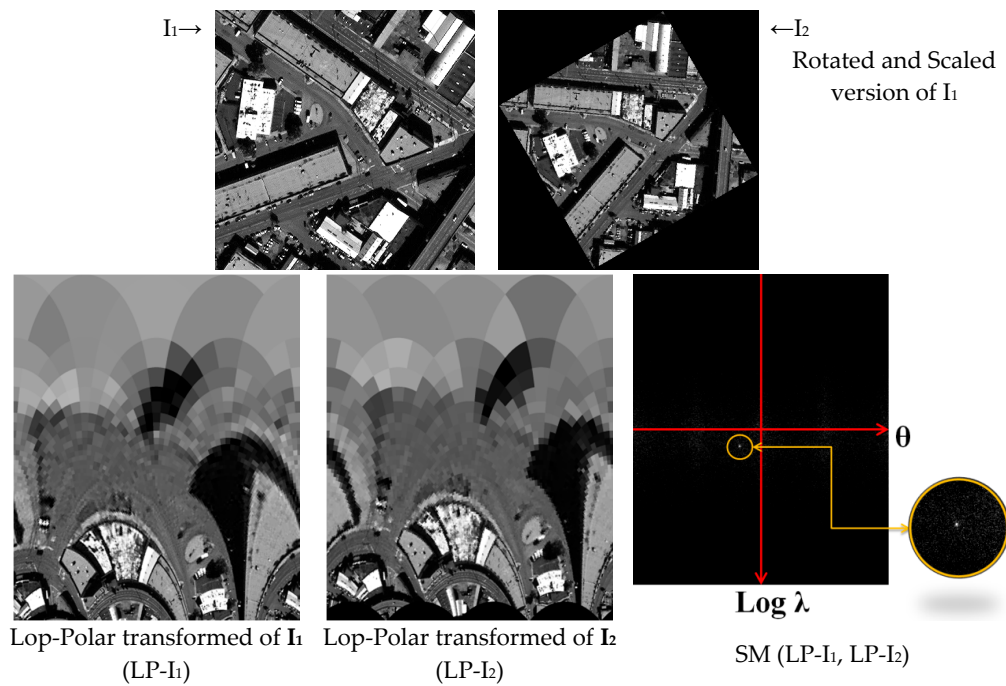 I₁→
←I₂
Rotated and Scaled
version of I₁
θ
Log λ
Lop-Polar transformed of I₁
(LP-I₁)
Lop-Polar transformed of I₂
(LP-I₂)
SM (LP-I₁, LP-I₂)